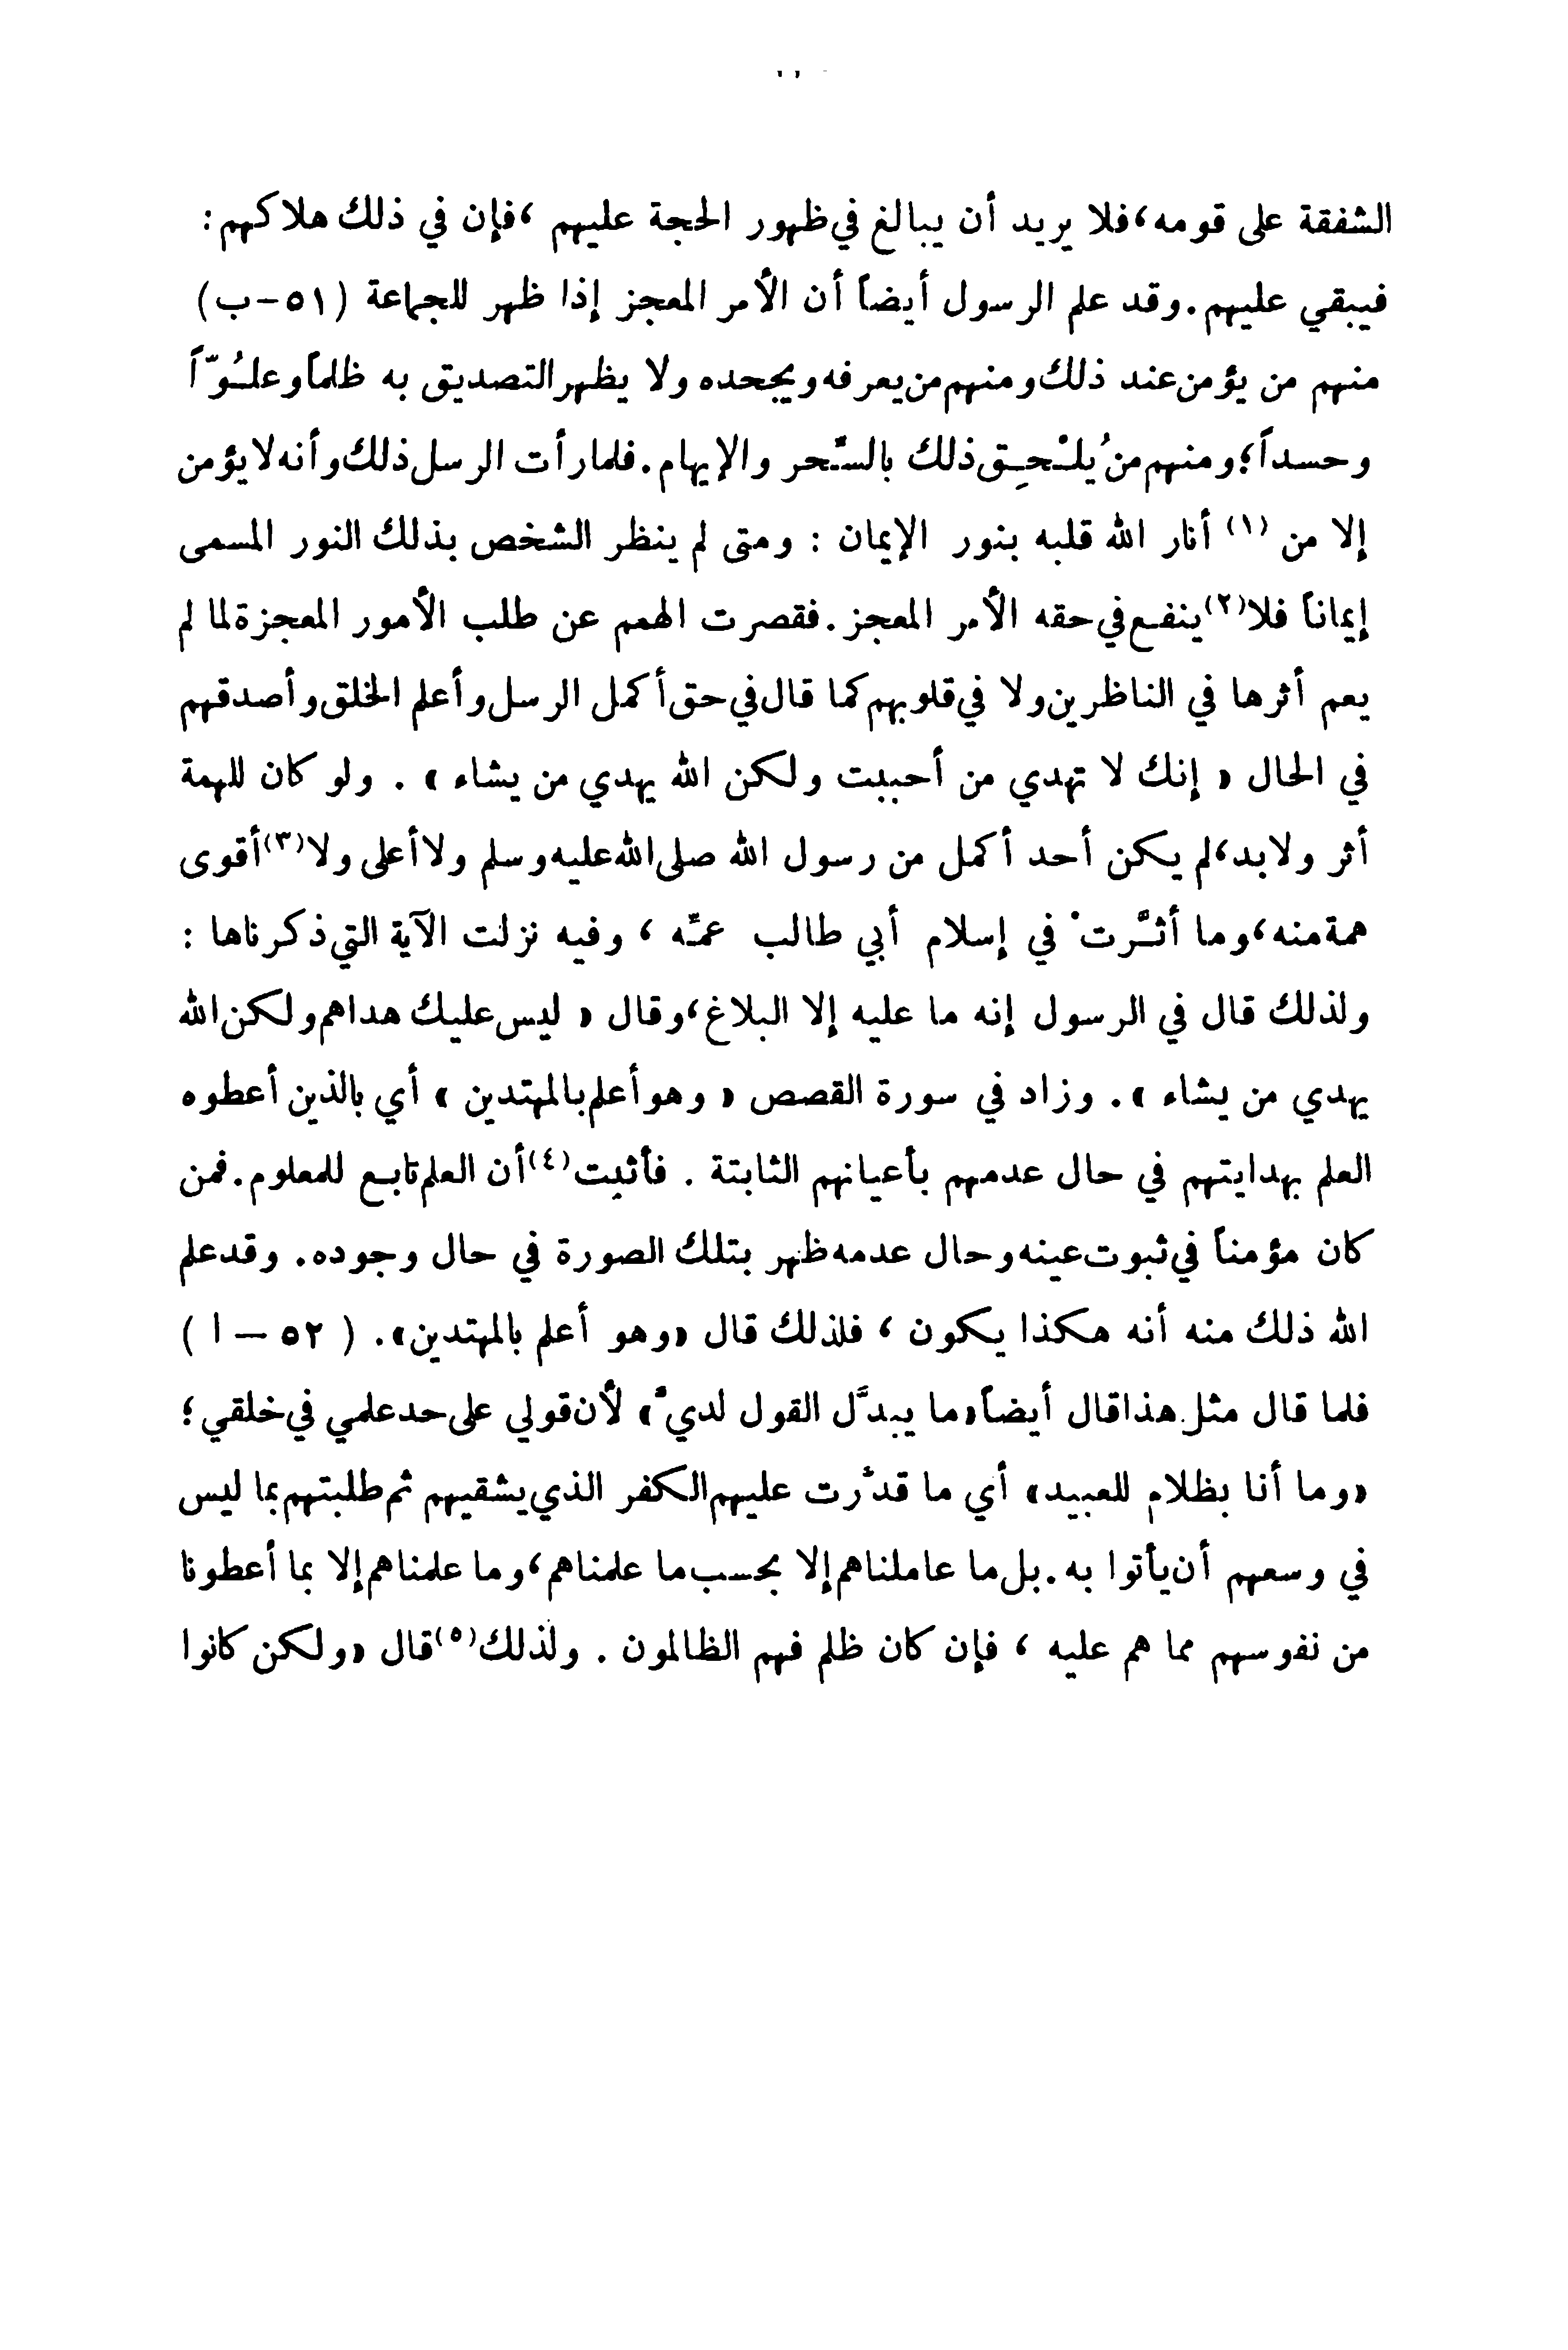 الشفقة على قومه، فلا يريد أن يبالغ في ظهور الحجة عليهم ، فإن في ذلك هلاكهم :
فيبقي عليهم. وقد علم الرسول أيضاً أن الأمر المعجز إذا ظهر للجماعة (٥١-ب)
منهم من يؤمن عند ذلك ومنهم من يعرفه ويجحده ولا يظهر التصديق به ظلماً وعلُوّاً
وحسداً؛ ومنهم من يُلْحِق ذلك بالسِّحر والإيهام. فلما رأت الرسل ذلك وأنه لا يؤمن
إلا من (١) أنار الله قلبه بنور الإيمان : ومتى لم ينظر الشخص بذلك النور المسمى
إيماناً فلا(٢) ينفع في حقه الأمر المعجز. فقصرت الهمم عن طلب الأمور المعجزة لما لم
يعم أثرها في الناظرين ولا في قلوبهم كما قال في حق أكمل الرسل وأعلم الخلق وأصدقهم
في الحال « إنك لا تهدي من أحببت ولكن الله يهدي من يشاء » . ولو كان للهمة
أثر ولا بد، لم يكن أحد أكمل من رسول الله صلى الله عليه وسلم ولا أعلى ولا(٣) أقوى
همة منه، وما أثَّرتْ في إسلام أبي طالب عمِّه ، وفيه نزلت الآية التي ذكرناها :
ولذلك قال في الرسول إنه ما عليه إلا البلاغ، وقال « ليس عليك هداهم ولكن الله
يهدي من يشاء ». وزاد في سورة القصص « وهو أعلم بالمهتدين » أي بالذين أعطوه
العلم بهدايتهم في حال عدمهم بأعيانهم الثابتة . فأثبت(٤) أن العلم تابع للمعلوم. فمن
كان مؤمناً في ثبوت عينه وحال عدمه ظهر بتلك الصورة في حال وجوده. وقد علم
الله ذلك منه أنه هكذا يكون ، فلذلك قال «وهو أعلم بالمهتدين». ( ٥٢ – ا )
فلما قال مثل هذا قال أيضاً «ما يبدَّل القول لديّ» لأن قولي على حد علمي في خلقي؛
«وما أنا بظلام للعبيد» أي ما قدَّرت عليهم الكفر الذي يشقيهم ثم طلبتهم بما ليس
في وسعهم أن يأتوا به. بل ما عاملناهم إلا بحسب ما علمناهم، وما علمناهم إلا بما أعطونا
من نفوسهم مما هم عليه ، فإن كان ظلم فهم الظالمون . ولذلك(٥) قال «ولكن كانوا